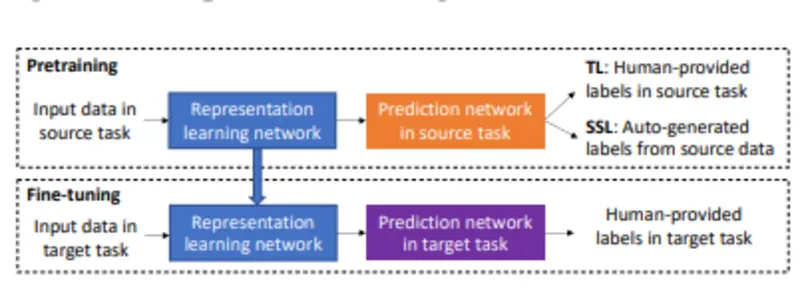 Pretraining
Input data in
source task
Representation
learning network
Prediction network
in source task
TL: Human-provided
labels in source task
SSL: Auto-generated
labels from source data
Fine-tuning
Input data in
target task
Representation
learning network
Prediction network
in target task
Human-provided
labels in target task